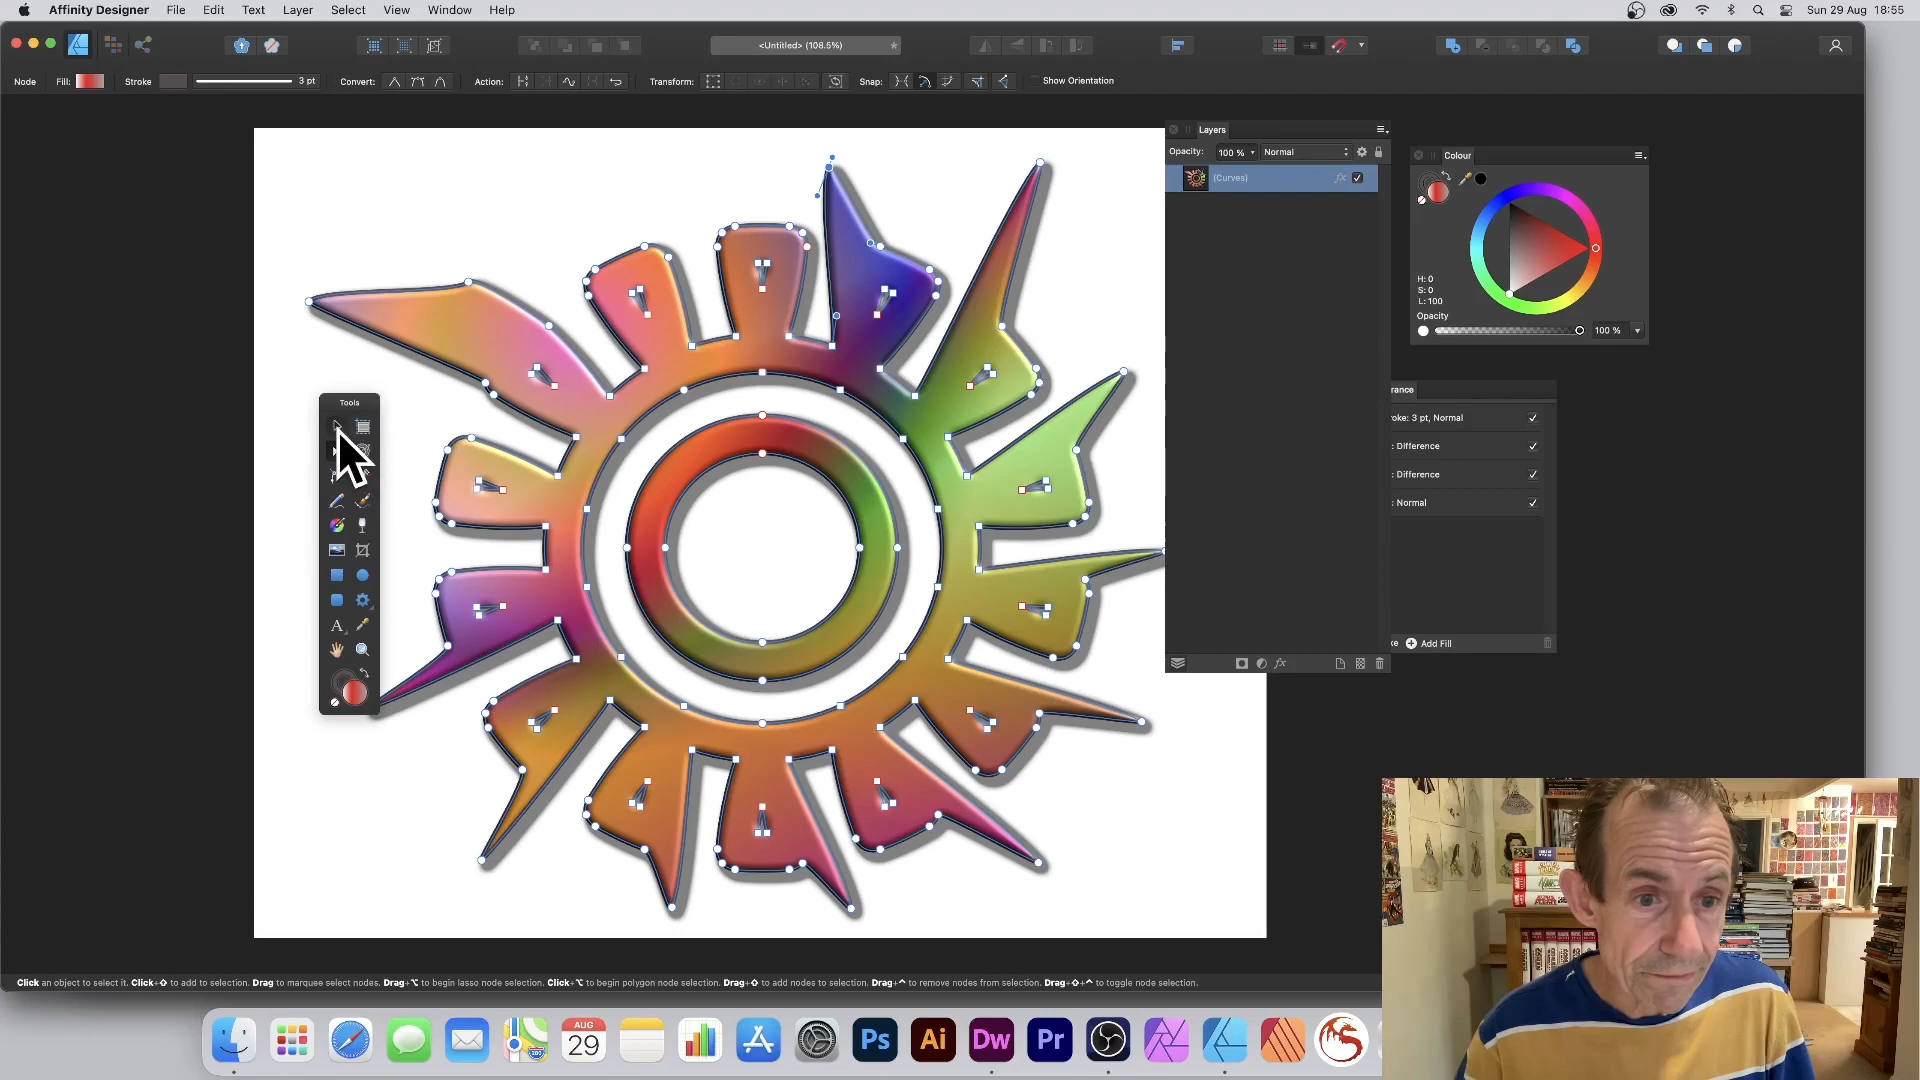 Affinity Designer File Edit Text Layer Select View Window Help
Sun 29 Aug 18:55
<Untitled> (108.5%)
Node Fill: Stroke 3 pt Convert: Action: Transform: Snap: Show Orientation
Layers
Opacity: 100 % Normal
(Curves) fx
Colour
H: 0
S: 0
L: 100
Opacity
100 %
Tools
A
rance
oke: 3 pt, Normal
: Difference
: Difference
: Normal
ke Add Fill
fx
Click an object to select it. Click+⇧ to add to selection. Drag to marquee select nodes. Drag+⌥ to begin lasso node selection. Click+⌥ to begin polygon node selection. Drag+⇧ to add nodes to selection. Drag+^ to remove nodes from selection. Drag+⇧+^ to toggle node selection.
AUG
29
280
Ps
Ai
Dw
Pr